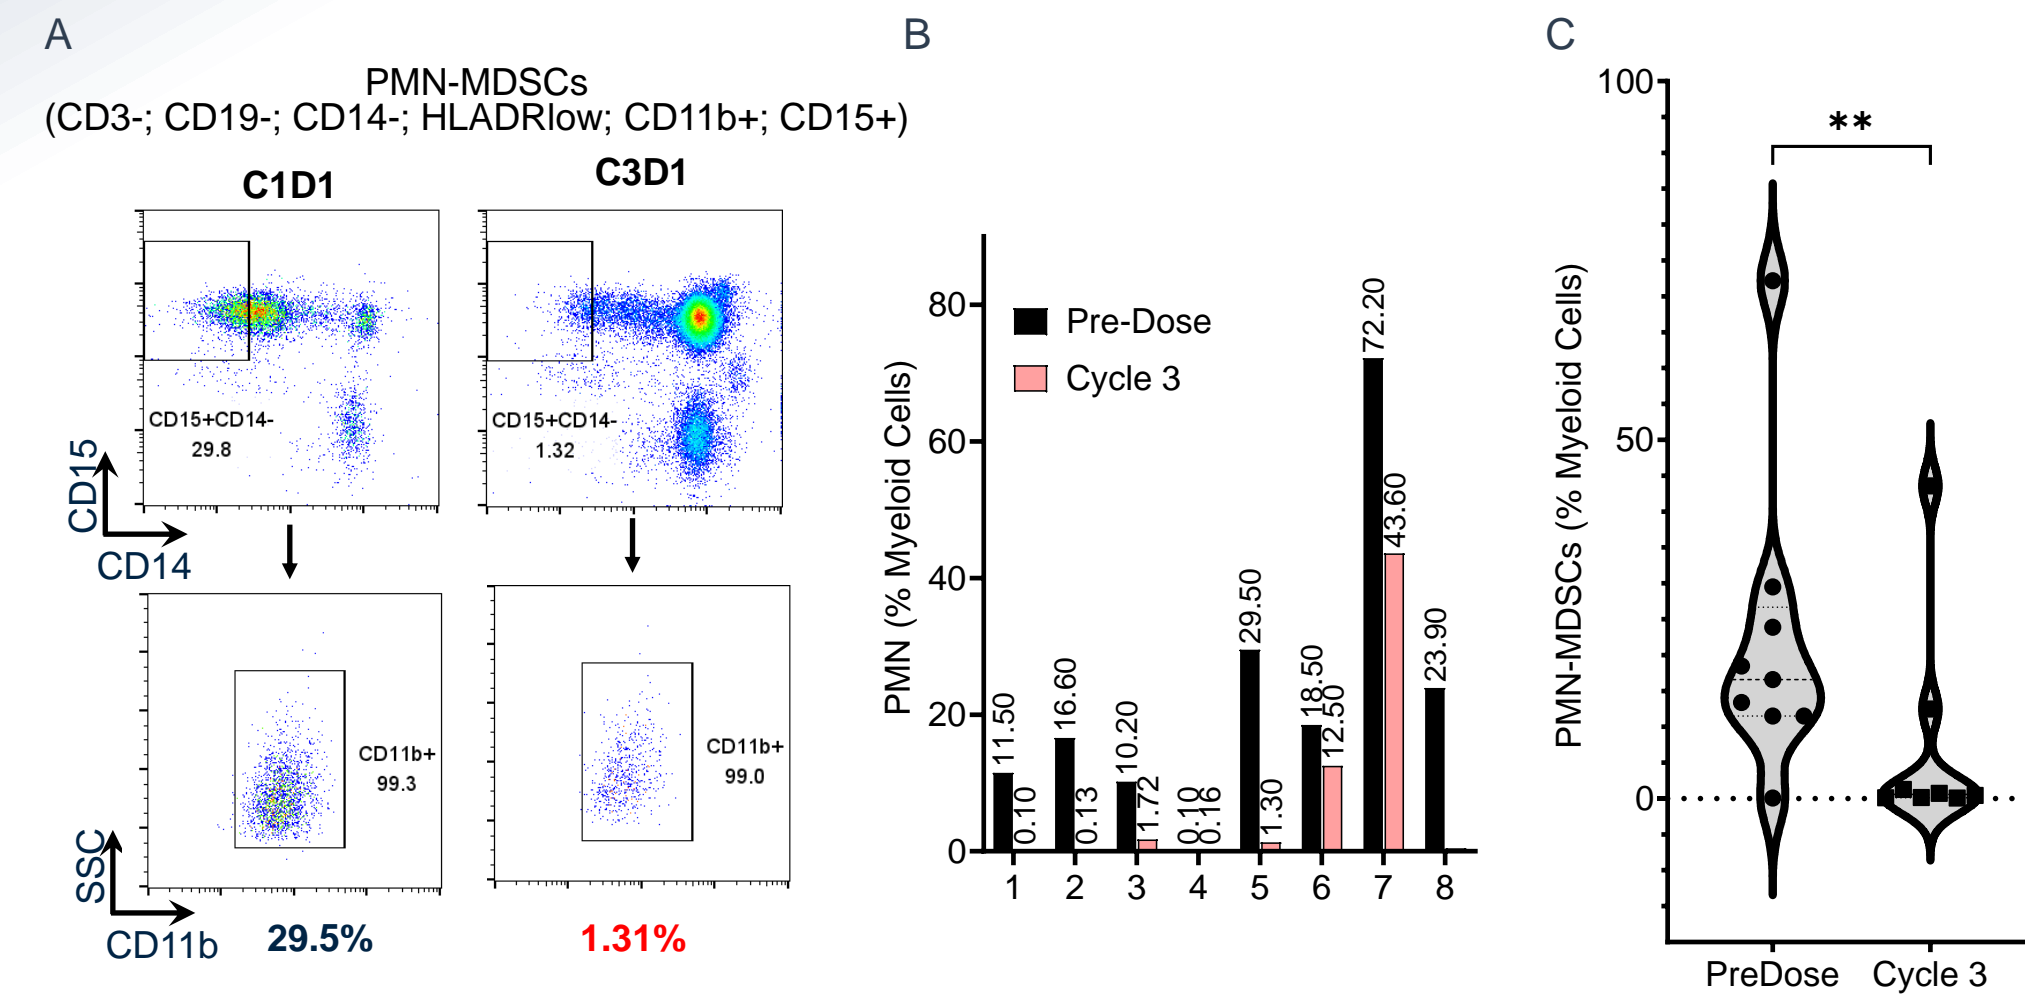 A
PMN-MDSCs
(CD3-; CD19-; CD14-; HLADRlow; CD11b+; CD15+)
C1D1
C3D1
CD15+CD14-
29.8
CD15+CD14-
1.32
CD15
CD14
CD11b+
99.3
CD11b+
99.0
SSC
CD11b
29.5%
1.31%
B
PMN (% Myeloid Cells)
80
60
40
20
0
Pre-Dose
Cycle 3
11.50
0.10
16.60
0.13
10.20
1.72
0.10
0.16
29.50
1.30
18.50
12.50
72.20
43.60
23.90
1
2
3
4
5
6
7
8
C
PMN-MDSCs (% Myeloid Cells)
100
50
0
**
PreDose
Cycle 3